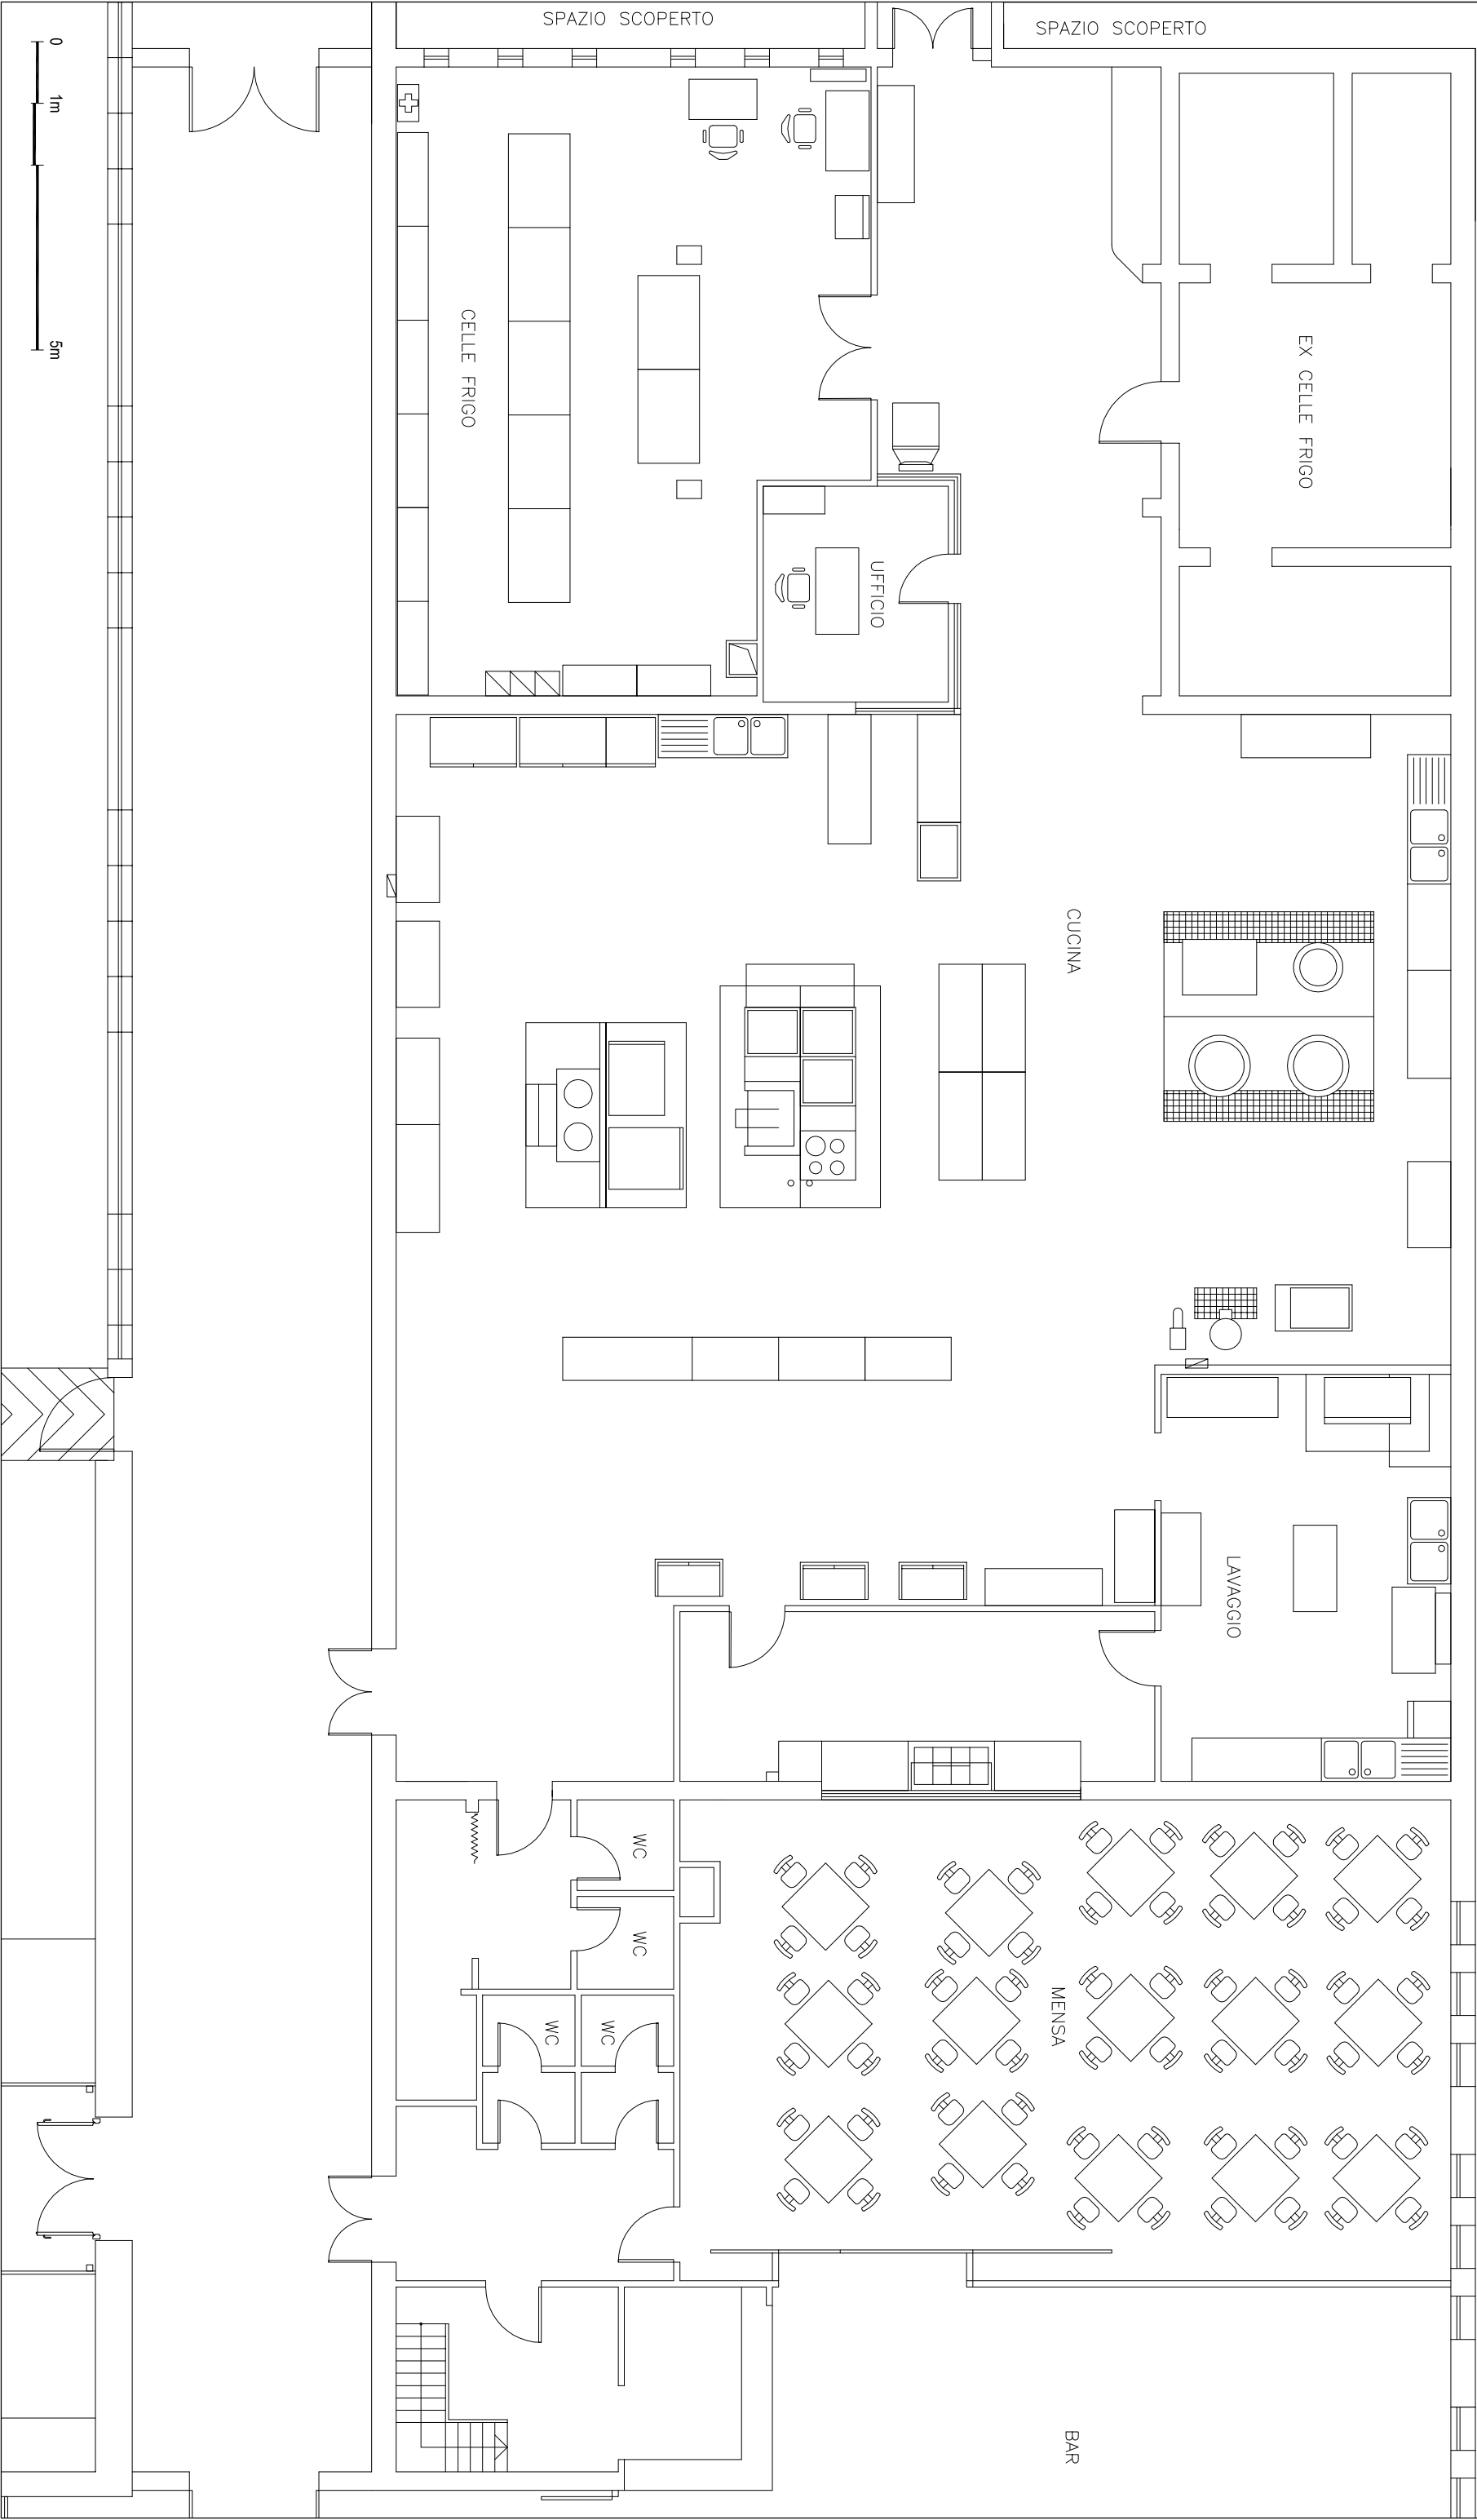 SPAZIO SCOPERTO
SPAZIO SCOPERTO
0
1m
5m
CELLE FRIGO
EX CELLE FRIGO
UFFICIO
CUCINA
LAVAGGIO
WC
WC
MENSA
WC
WC
BAR